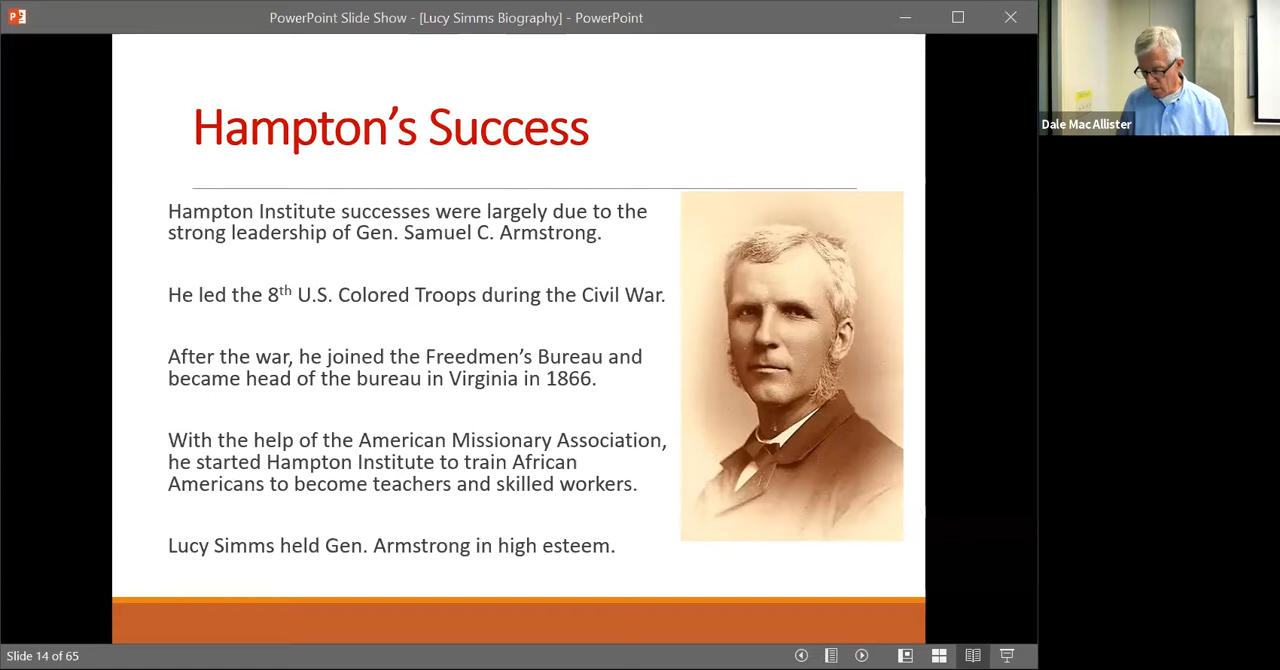 PowerPoint Slide Show - [Lucy Simms Biography] - PowerPoint
Dale Mac Allister
Hampton's Success
Hampton Institute successes were largely due to the
strong leadership of Gen. Samuel C. Armstrong.
He led the 8th U.S. Colored Troops during the Civil War.
After the war, he joined the Freedmen's Bureau and
became head of the bureau in Virginia in 1866.
With the help of the American Missionary Association,
he started Hampton Institute to train African
Americans to become teachers and skilled workers.
Lucy Simms held Gen. Armstrong in high esteem.
Slide 14 of 65